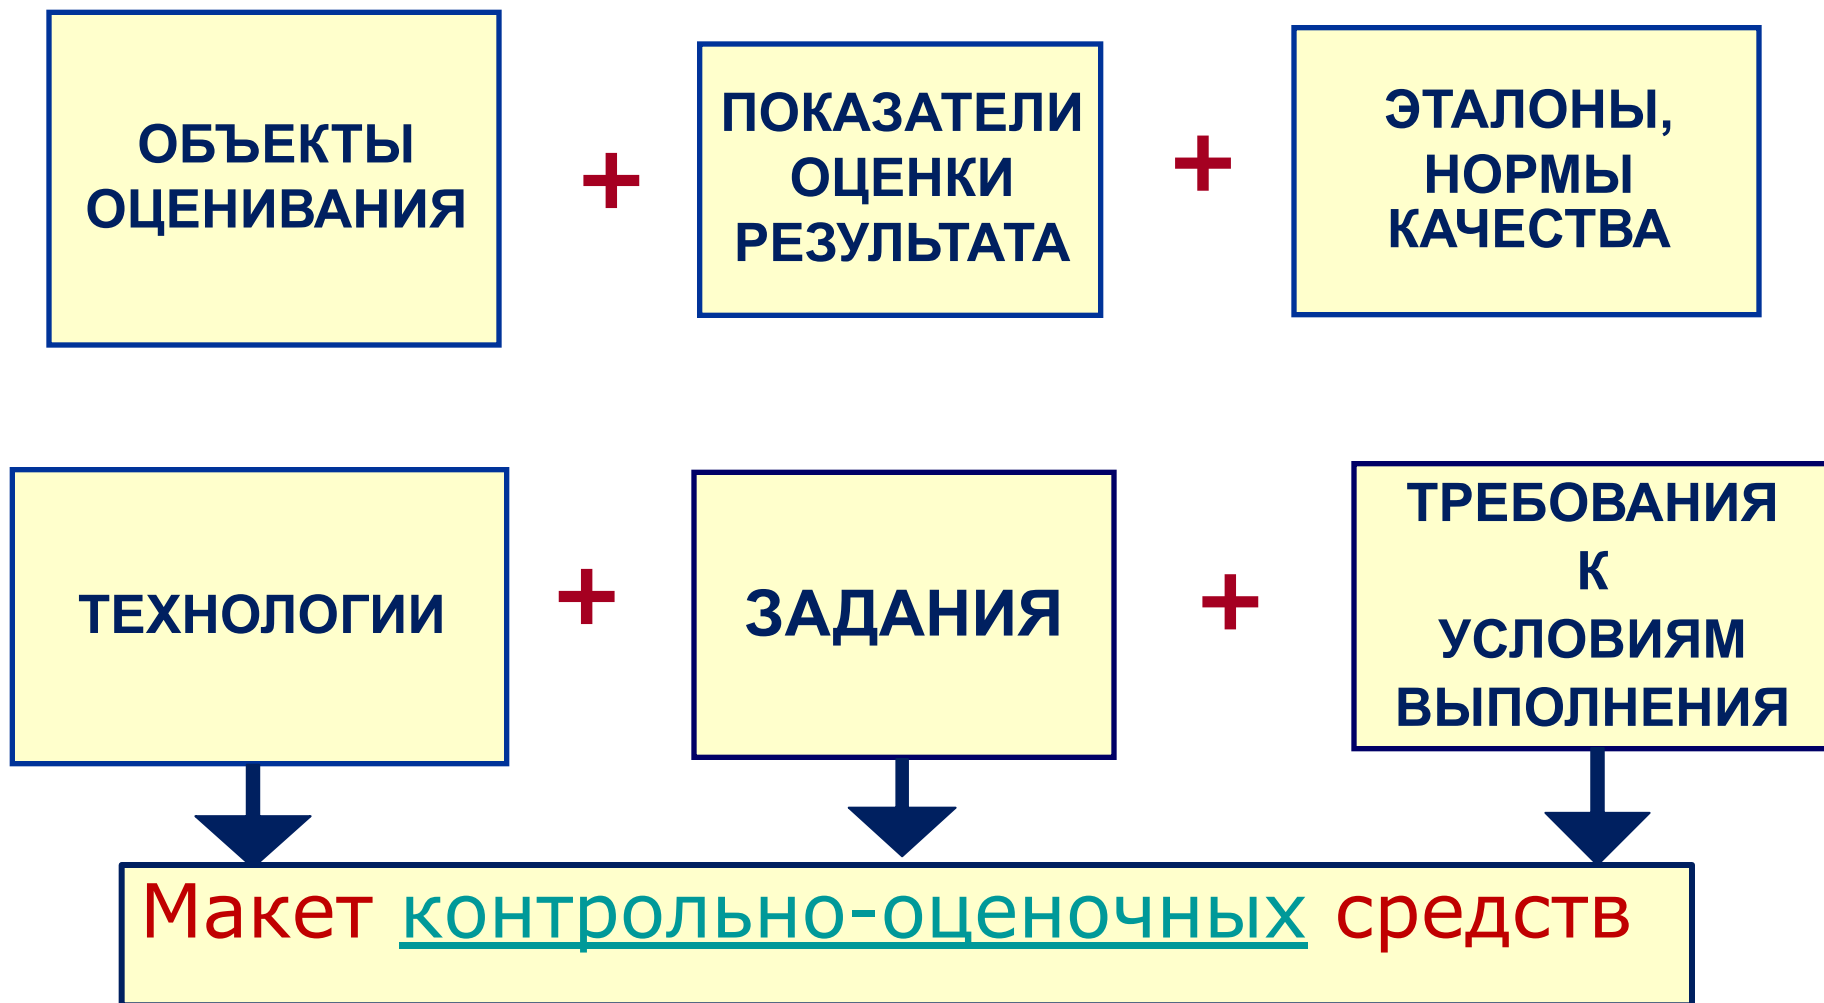 ОБЪЕКТЫ
ОЦЕНИВАНИЯ
+
ПОКАЗАТЕЛИ
ОЦЕНКИ
РЕЗУЛЬТАТА
+
ЭТАЛОНЫ,
НОРМЫ
КАЧЕСТВА
ТЕХНОЛОГИИ
+
ЗАДАНИЯ
+
ТРЕБОВАНИЯ
К
УСЛОВИЯМ
ВЫПОЛНЕНИЯ
Макет контрольно-оценочных средств